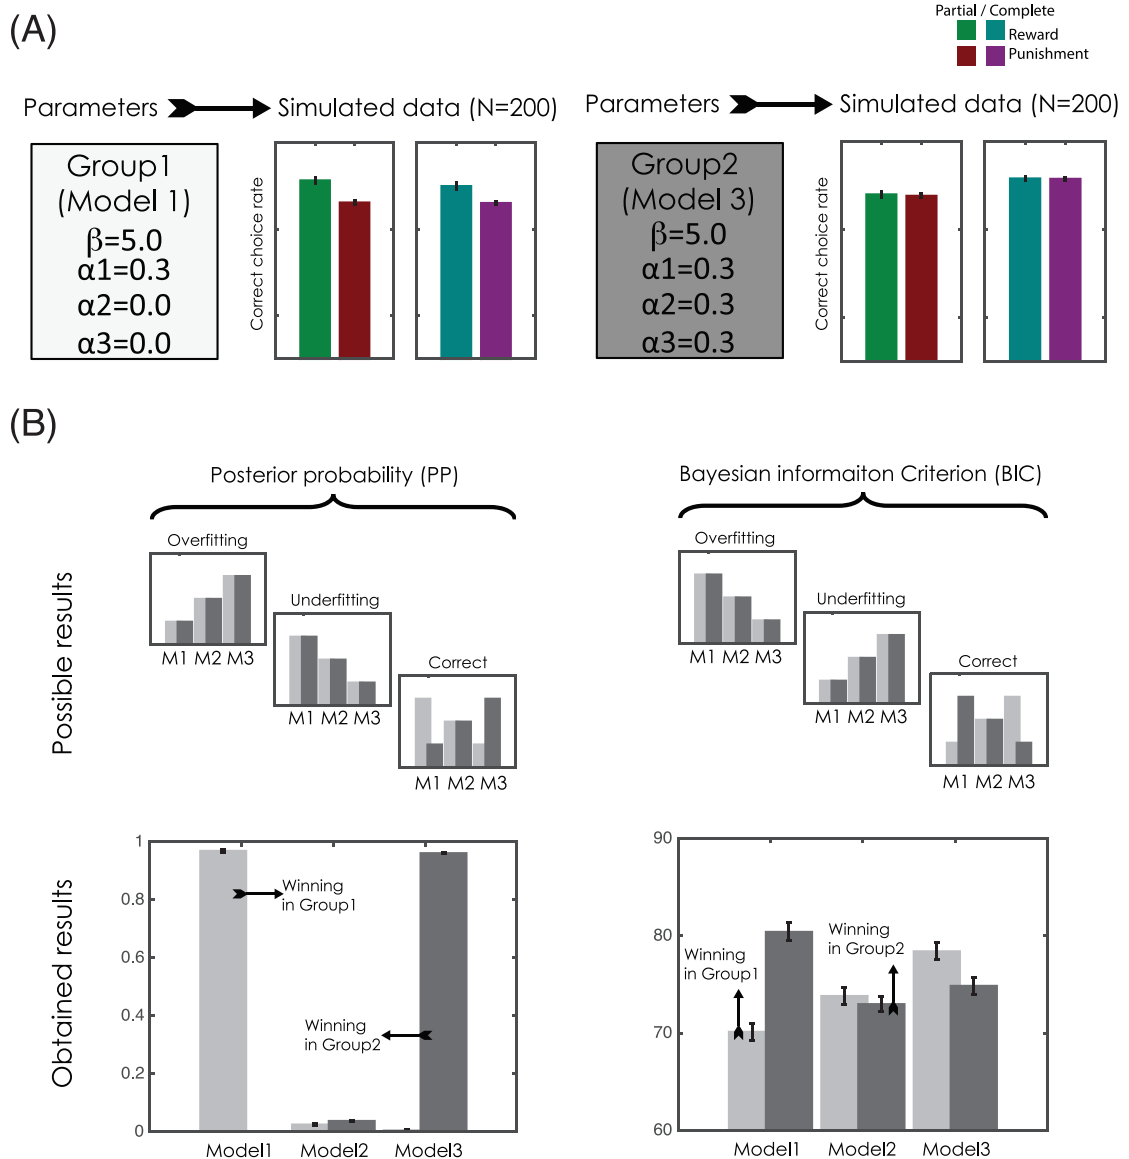 (A)
Partial / Complete
Reward
Punishment
Parameters
Simulated data (N=200)
Parameters
Simulated data (N=200)
Group1
(Model 1)
β=5.0
α1=0.3
α2=0.0
α3=0.0
Correct choice rate
Group2
(Model 3)
β=5.0
α1=0.3
α2=0.3
α3=0.3
Correct choice rate
(B)
Posterior probability (PP)
Bayesian informaiton Criterion (BIC)
Possible results
Overfitting
M1 M2 M3
Underfitting
M1 M2 M3
Correct
M1 M2 M3
Overfitting
M1 M2 M3
Underfitting
M1 M2 M3
Correct
M1 M2 M3
Obtained results
1
0.8
0.6
0.4
0.2
0
Winning
in Group1
Winning
in Group2
Model1 Model2 Model3
90
80
70
60
Winning
in Group1
Winning
in Group2
Model1 Model2 Model3